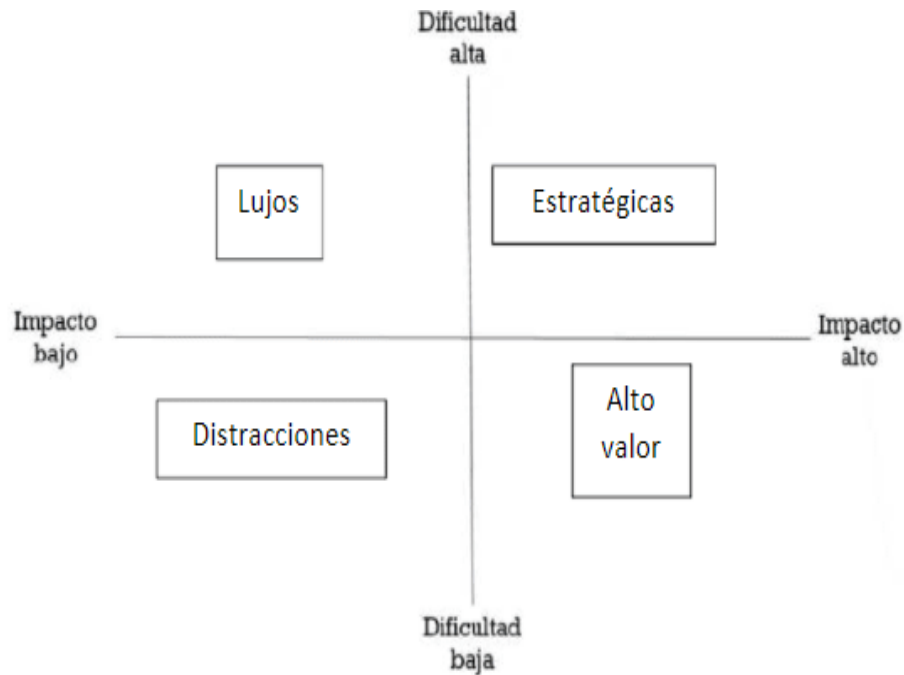 Dificultad
alta
Lujos
Estratégicas
Impacto
bajo
Impacto
alto
Distracciones
Alto
valor
Dificultad
baja